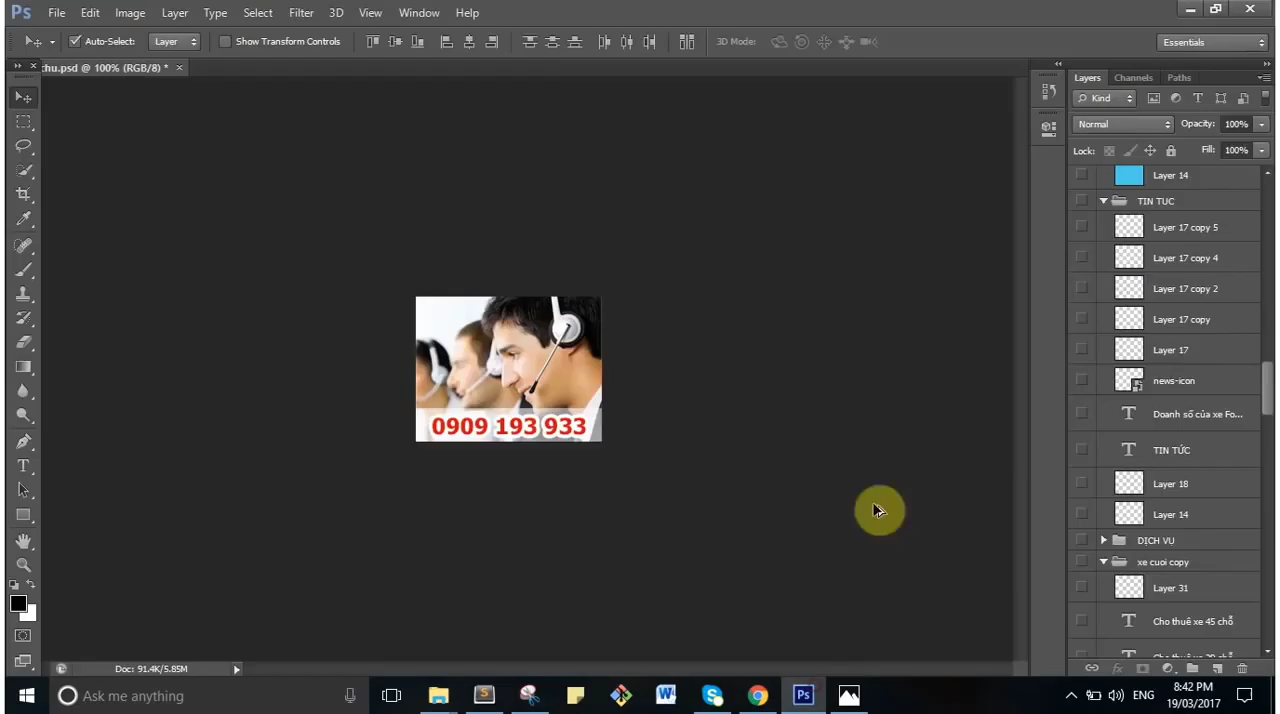 Ps File Edit Image Layer Type Select Filter 3D View Window Help
Auto-Select: Layer Show Transform Controls 3D Mode: Essentials
chu.psd @ 100% (RGB/8) * ×
Layers Channels Paths
Kind
Normal Opacity: 100%
Lock: Fill: 100%
Layer 14
TIN TUC
Layer 17 copy 5
Layer 17 copy 4
Layer 17 copy 2
Layer 17 copy
Layer 17
news-icon
Doanh số của xe Fo...
TIN TỨC
Layer 18
Layer 14
DỊCH VU
xe cuoi copy
Layer 31
Cho thuê xe 45 chỗ
0909 193 933
Doc: 91.4K/5.85M
Ask me anything
ENG
8:42 PM
19/03/2017